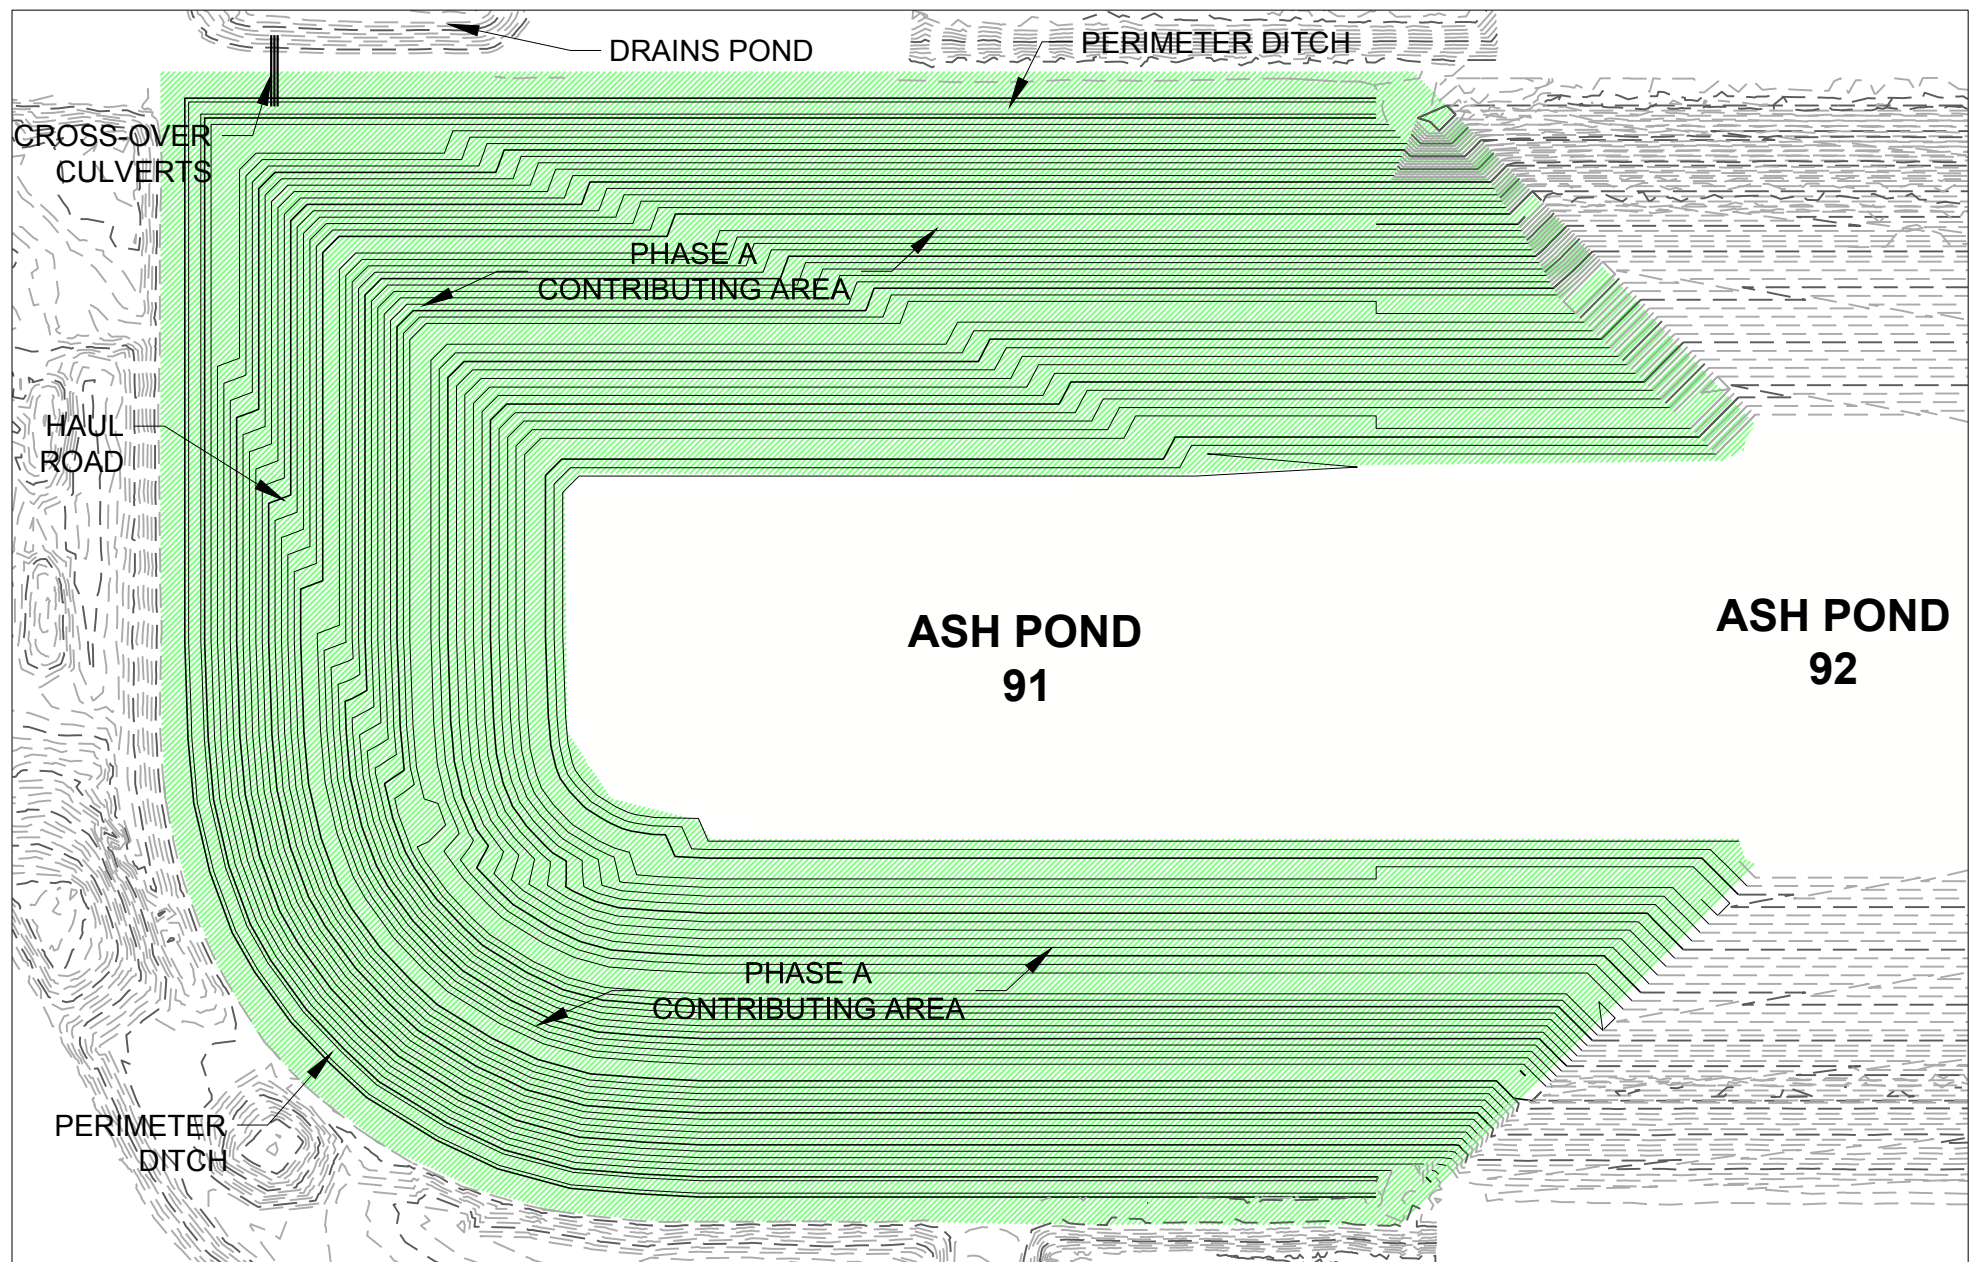 DRAINS POND
PERIMETER DITCH
CROSS-OVER
CULVERTS
PHASE A
CONTRIBUTING AREA
HAUL
ROAD
ASH POND
91
ASH POND
92
PHASE A
CONTRIBUTING AREA
PERIMETER
DITCH